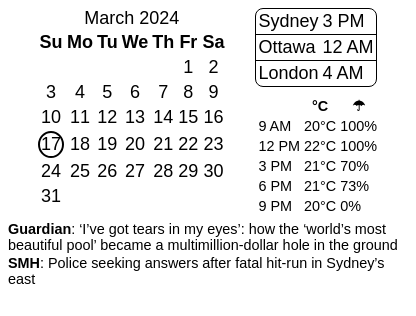 March 2024
Su Mo Tu We Th Fr Sa
1 2
3 4 5 6 7 8 9
10 11 12 13 14 15 16
17 18 19 20 21 22 23
24 25 26 27 28 29 30
31
Sydney 3 PM
Ottawa 12 AM
London 4 AM
°C ☂
9 AM 20°C 100%
12 PM 22°C 100%
3 PM 21°C 70%
6 PM 21°C 73%
9 PM 20°C 0%
Guardian: ‘I’ve got tears in my eyes’: how the ‘world’s most
beautiful pool’ became a multimillion-dollar hole in the ground
SMH: Police seeking answers after fatal hit-run in Sydney’s
east